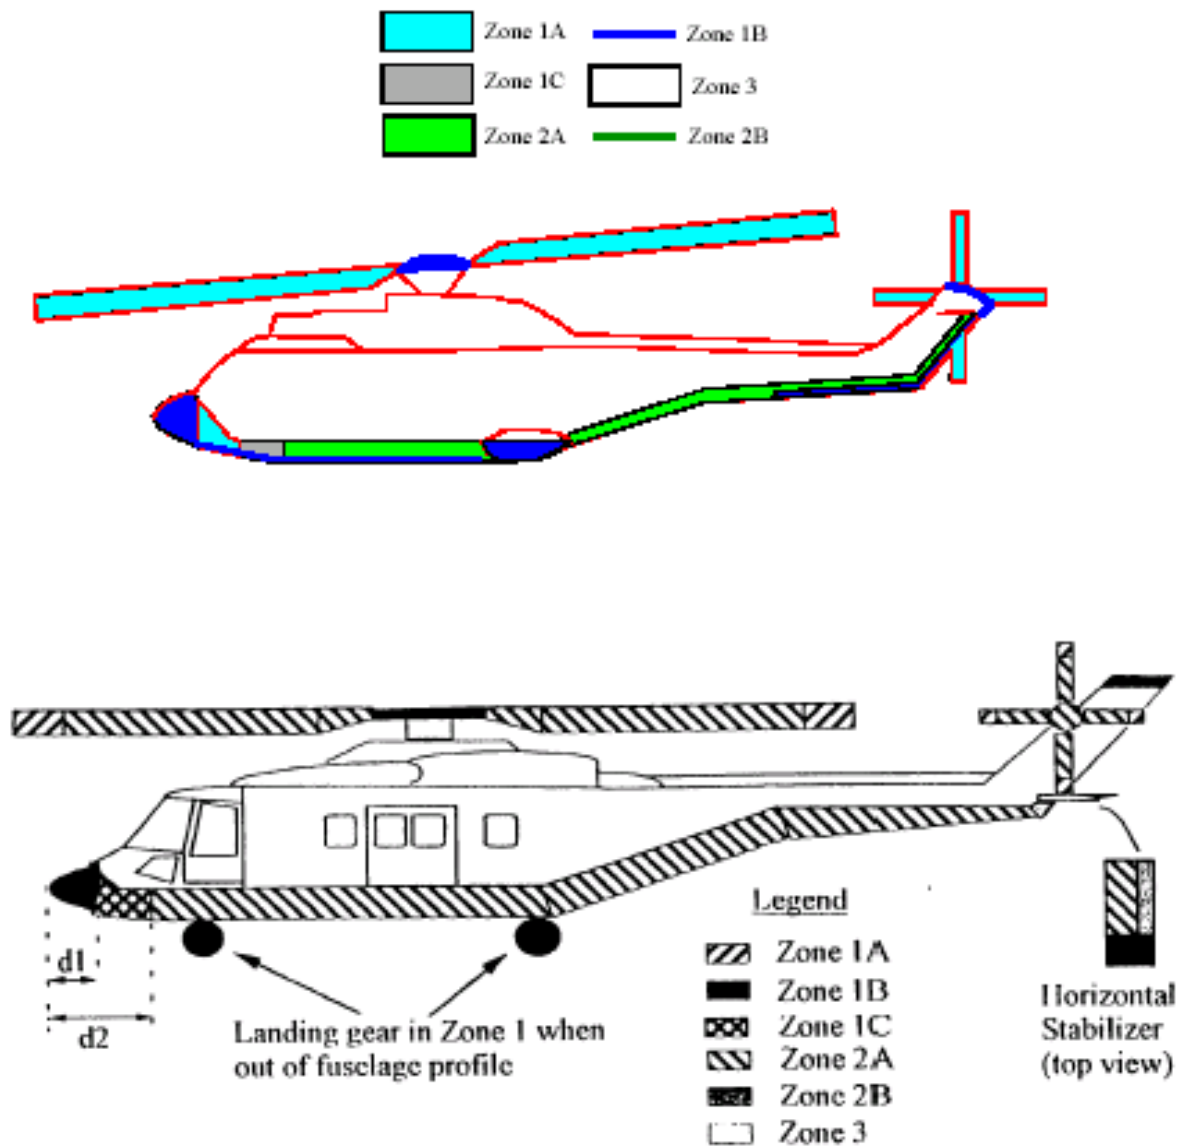 Zone 1A Zone 1B
Zone 1C Zone 3
Zone 2A Zone 2B
Legend
Zone 1A
Zone 1B
Zone 1C
Zone 2A
Zone 2B
Zone 3
d1
d2
Landing gear in Zone 1 when
out of fusclage profile
Horizontal
Stabilizer
(top view)